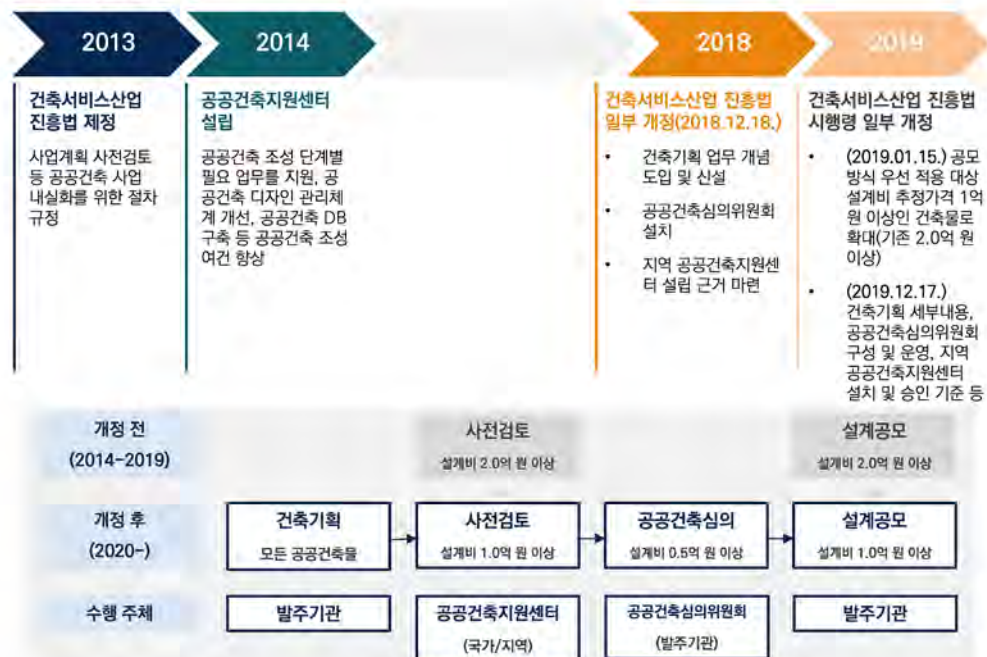 2013
2014
2018
2019
건축서비스산업
진흥법 제정
사업계획 사전검토
등 공공건축 사업
내실화를 위한 절차
규정
공공건축지원센터
설립
공공건축 조성 단계별
필요 업무를 지원, 공
공건축 디자인 관리체
계 개선, 공공건축 DB
구축 등 공공건축 조성
여건 향상
건축서비스산업 진흥법
일부 개정(2018.12.18.)
• 건축기획 업무 개념
도입 및 신설
• 공공건축심의위원회
설치
• 지역 공공건축지원센
터 설립 근거 마련
건축서비스산업 진흥법
시행령 일부 개정
• (2019.01.15.) 공모
방식 우선 적용 대상
설계비 추정가격 1억
원 이상인 건축물로
확대(기존 2.0억 원
이상)
• (2019.12.17.)
건축기획 세부내용,
공공건축심의위원회
구성 및 운영, 지역
공공건축지원센터
설치 및 승인 기준 등
개정 전
(2014-2019)
사전검토
설계비 2.0억 원 이상
설계공모
설계비 2.0억 원 이상
개정 후
(2020-)
건축기획
모든 공공건축물
사전검토
설계비 1.0억 원 이상
공공건축심의
설계비 0.5억 원 이상
설계공모
설계비 1.0억 원 이상
수행 주체
발주기관
공공건축지원센터
(국가/지역)
공공건축심의위원회
(발주기관)
발주기관